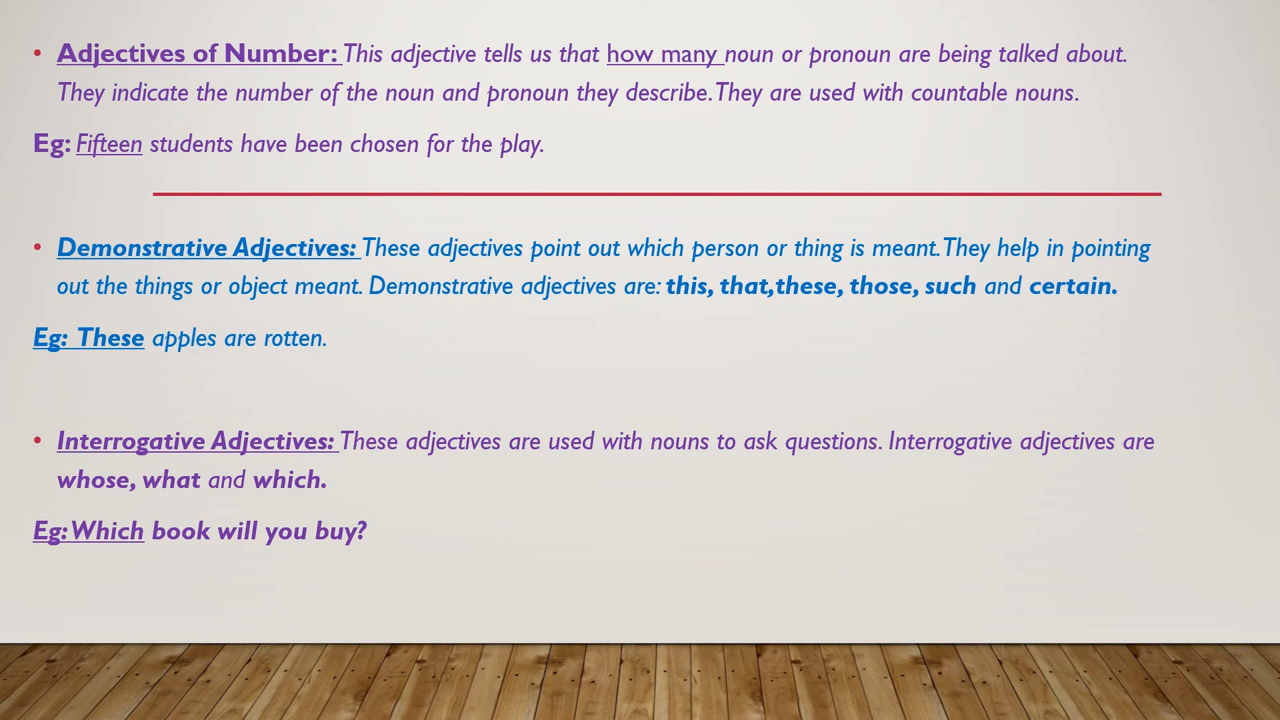 • Adjectives of Number: This adjective tells us that how many noun or pronoun are being talked about.
They indicate the number of the noun and pronoun they describe. They are used with countable nouns.
Eg: Fifteen students have been chosen for the play.
• Demonstrative Adjectives: These adjectives point out which person or thing is meant. They help in pointing
out the things or object meant. Demonstrative adjectives are: this, that,these, those, such and certain.
Eg: These apples are rotten.
• Interrogative Adjectives: These adjectives are used with nouns to ask questions. Interrogative adjectives are
whose, what and which.
Eg: Which book will you buy?